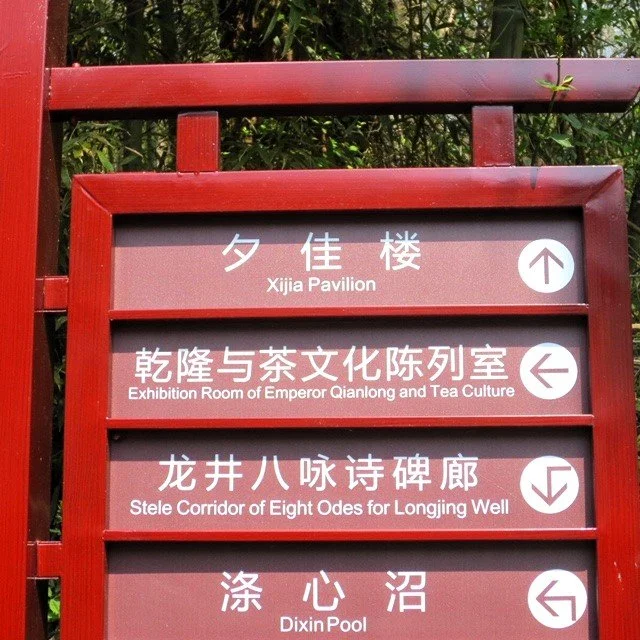 夕佳楼
Xijia Pavilion
乾隆与茶文化陈列室
Exhibition Room of Emperor Qianlong and Tea Culture
龙井八咏诗碑廊
Stele Corridor of Eight Odes for Longjing Well
涤心沼
Dixin Pool